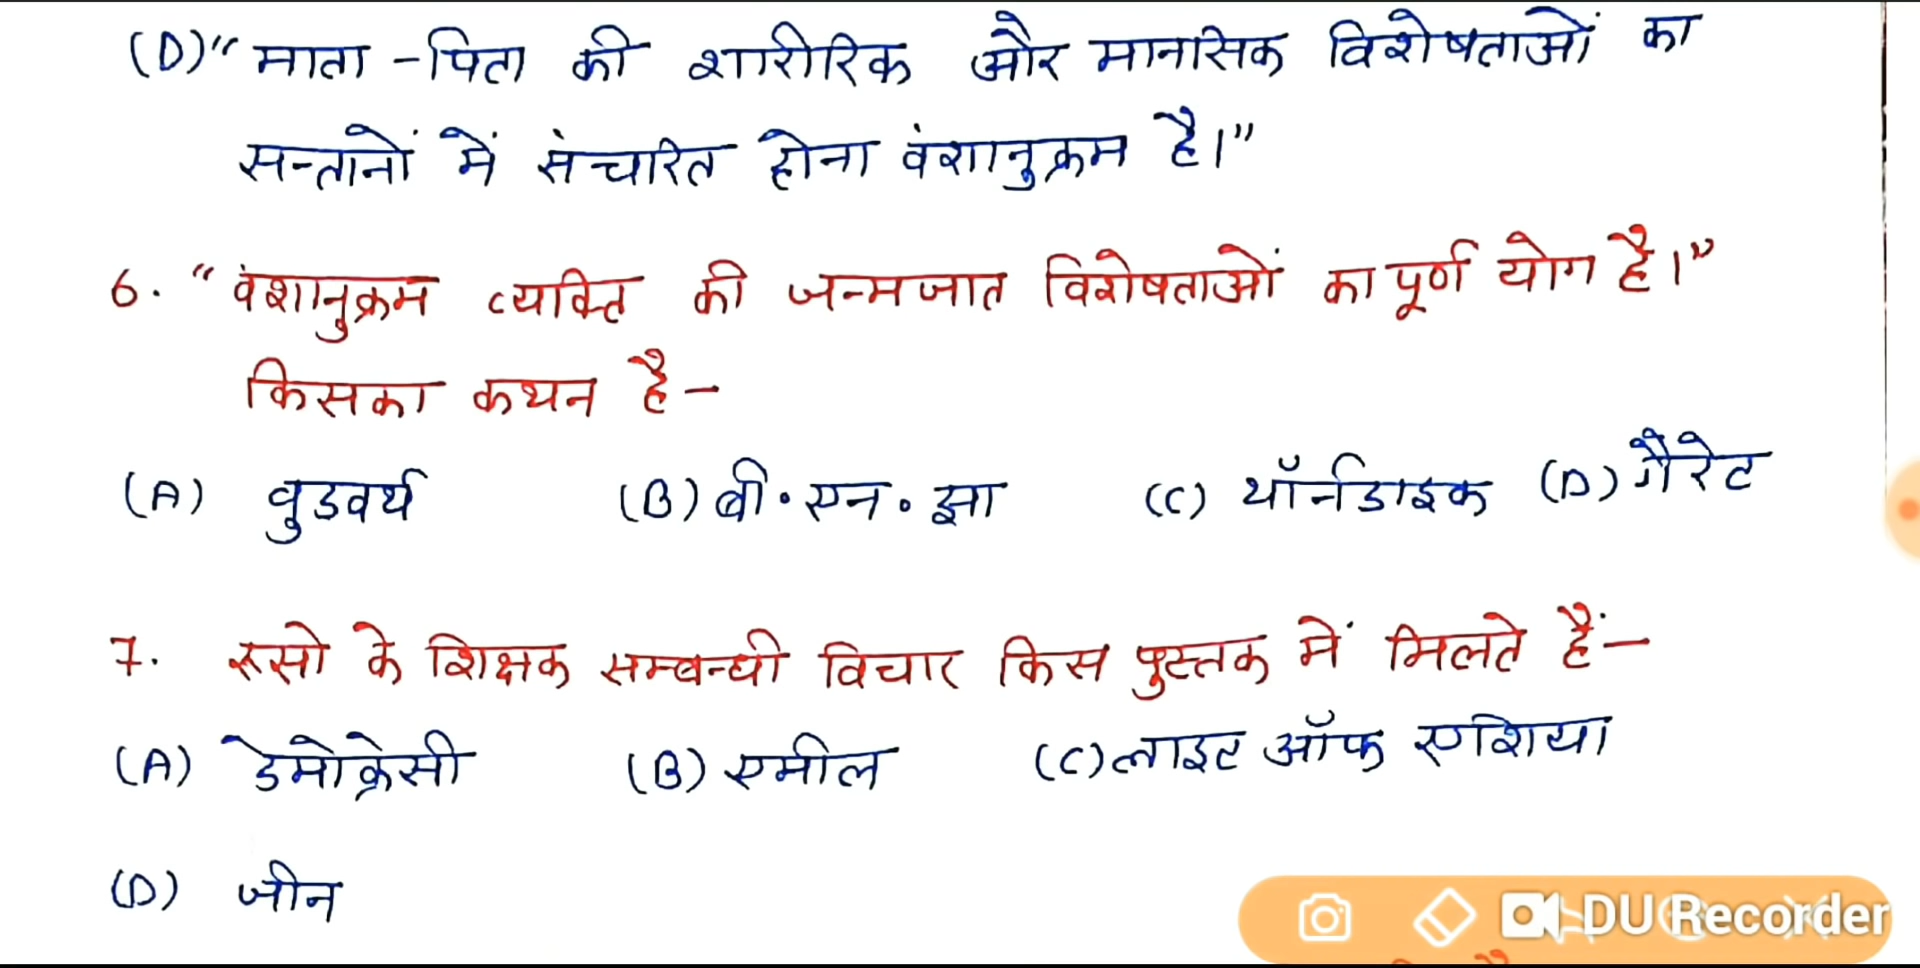 (D)“ माता -पिता की शारीरिक और मानसिक विशेषताओं का
सन्तानों में संचारित होना वंशानुक्रम है।”
6. “ वंशानुक्रम व्यक्ति की जन्मजात विशेषताओं का पूर्ण योग है।”
किसका कथन है-
(A) वुडवर्थ (B) बी॰एन॰झा (C) थॉर्नडाइक (D) गैरेट
7. रूसो के शिक्षक सम्बन्धी विचार किस पुस्तक में मिलते हैं-
(A) डेमोक्रेसी (B) एमील (C) लाइट ऑफ एशिया
(D) जीन
DU Recorder